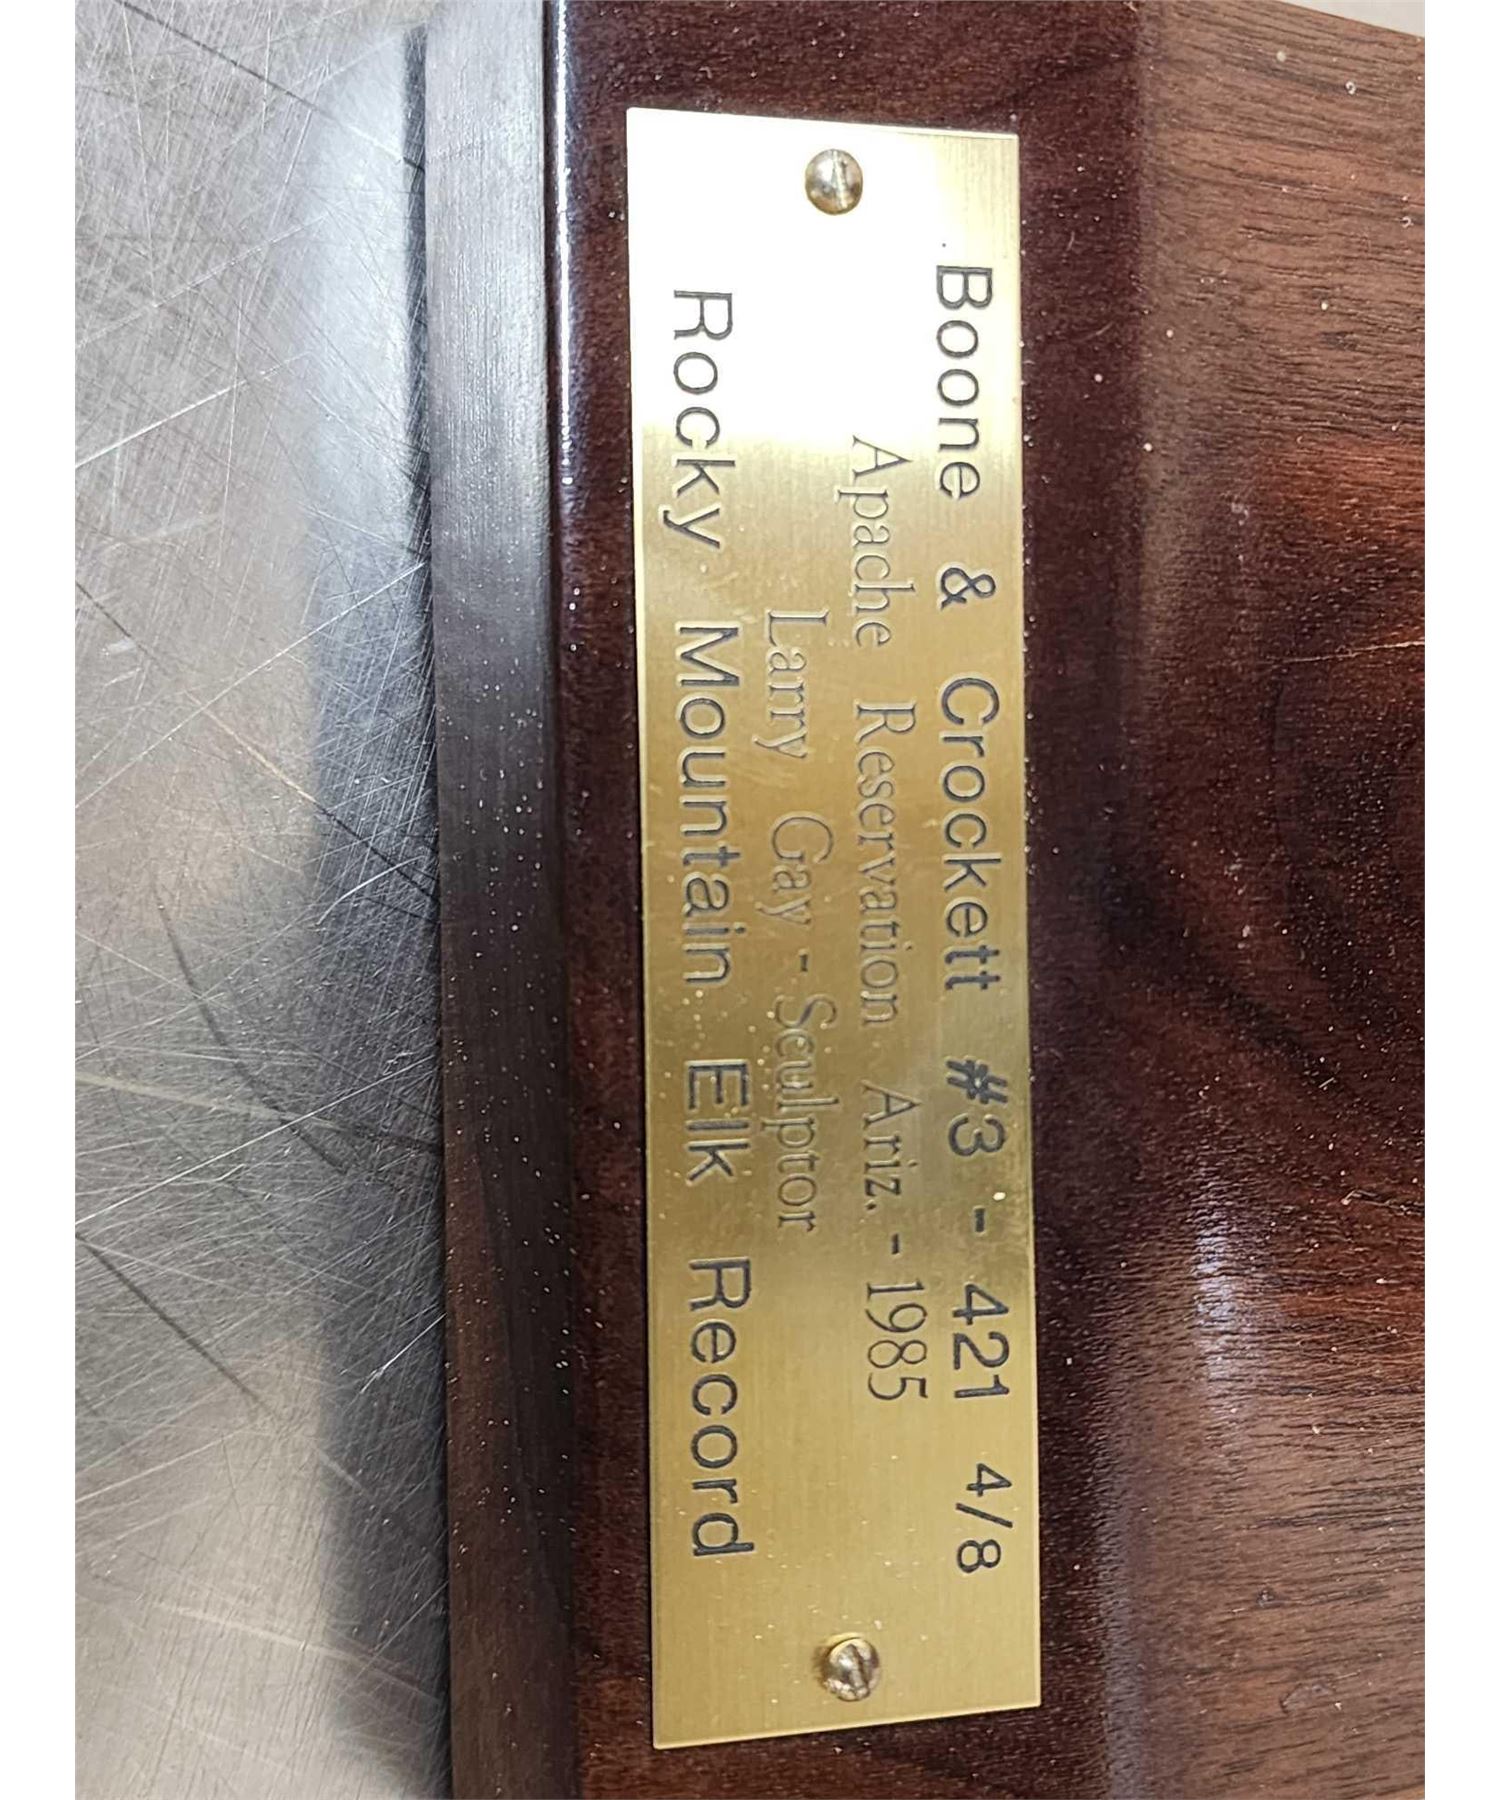 Boone & Crockett #3 - 421 4/8
Apache Reservation Ariz. - 1985
Larry Gay - Sculptor
Rocky Mountain Elk Record